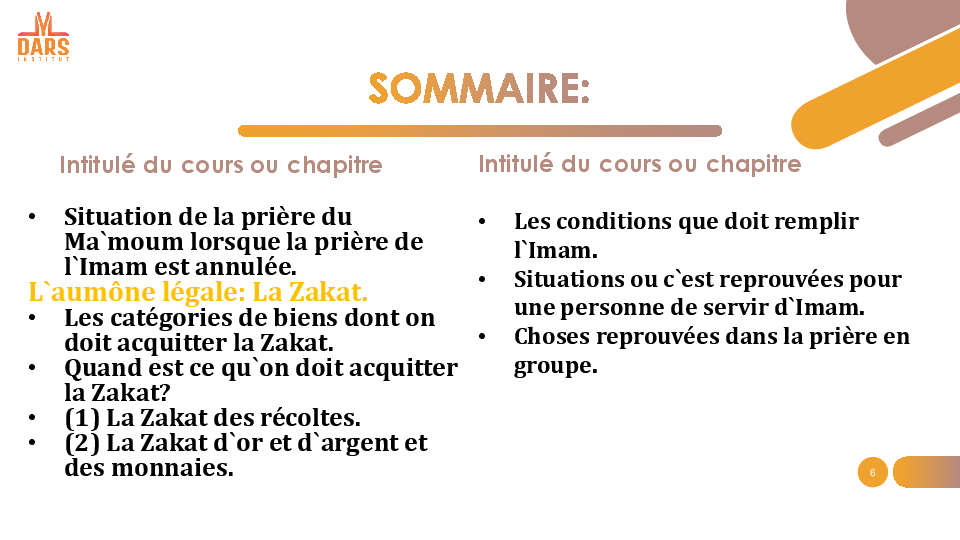 DARS
INSTITUT
SOMMAIRE:
Intitulé du cours ou chapitre
• Situation de la prière du
Ma`moum lorsque la prière de
l`Imam est annulée.
L`aumône légale: La Zakat.
• Les catégories de biens dont on
doit acquitter la Zakat.
• Quand est ce qu`on doit acquitter
la Zakat?
• (1) La Zakat des récoltes.
• (2) La Zakat d`or et d`argent et
des monnaies.
Intitulé du cours ou chapitre
• Les conditions que doit remplir
l`Imam.
• Situations ou c`est reprouvées pour
une personne de servir d`Imam.
• Choses reprouvées dans la prière en
groupe.
6